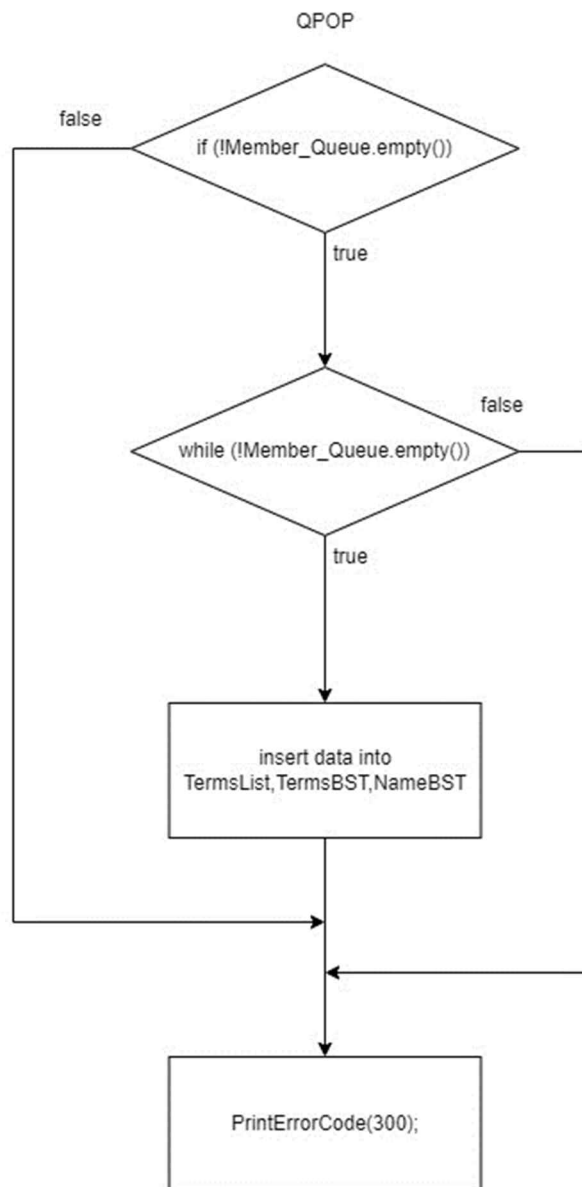 QPOP
false
if (!Member_Queue.empty())
true
false
while (!Member_Queue.empty())
true
insert data into
TermsList,TermsBST,NameBST
PrintErrorCode(300);